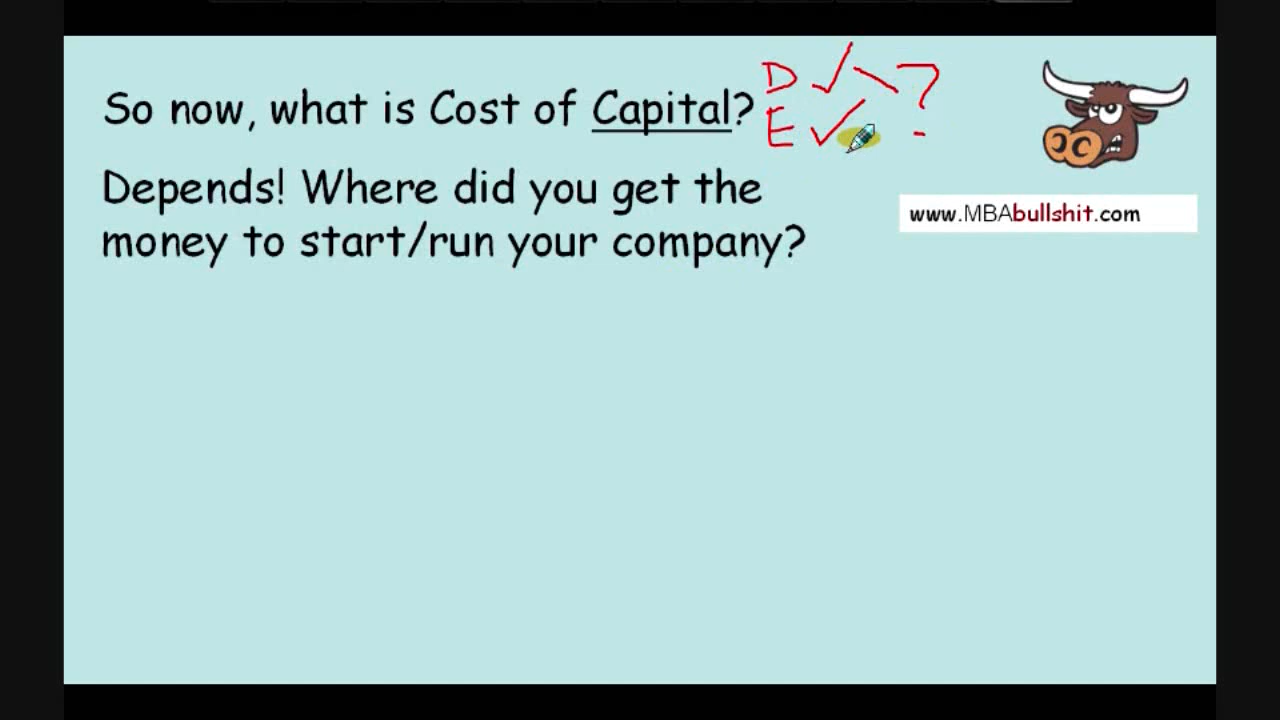 So now, what is Cost of Capital?
D ✓ ?
E ✓
Depends! Where did you get the
money to start/run your company?
www.MBAbullshit.com